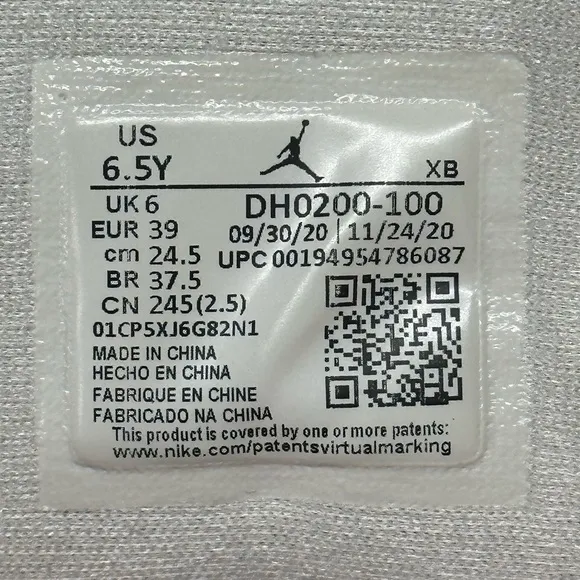 US
6.5Y XB
UK 6 DH0200-100
EUR 39 09/30/20 | 11/24/20
cm 24.5 UPC 00194954786087
BR 37.5
CN 245(2.5)
01CP5XJ6G82N1
MADE IN CHINA
HECHO EN CHINA
FABRIQUE EN CHINE
FABRICADO NA CHINA
This product is covered by one or more patents:
www.nike.com/patentsvirtualmarking